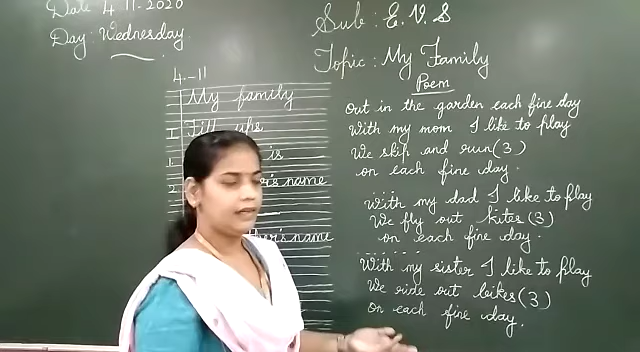 Date 4.11.2020
Day: Wednesday
Sub: E.V.S
Topic: My Family
4.-11
My family
I Fill ups
1. is
2 's name
's name
Poem
Out in the garden each fine day
With my mom I like to play
We skip and run(3)
on each fine day.
With my dad I like to play
We fly out kites(3)
on each fine day.
With my sister I like to play
We ride out bikes(3)
on each fine day.